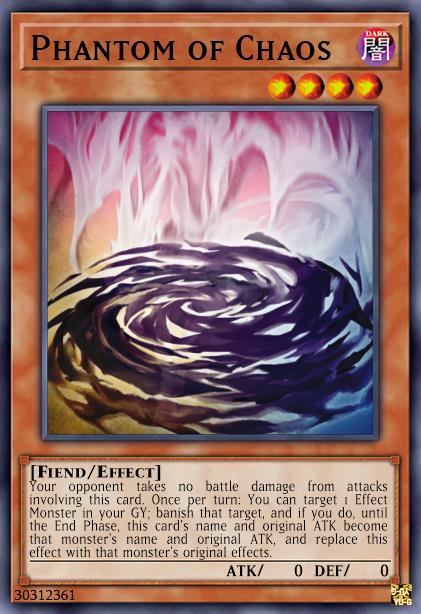 Phantom of Chaos
DARK
闇
[Fiend/Effect]
Your opponent takes no battle damage from attacks
involving this card. Once per turn: You can target 1 Effect
Monster in your GY; banish that target, and if you do, until
the End Phase, this card's name and original ATK become
that monster's name and original ATK, and replace this
effect with that monster's original effects.
ATK/ 0 DEF/ 0
30312361